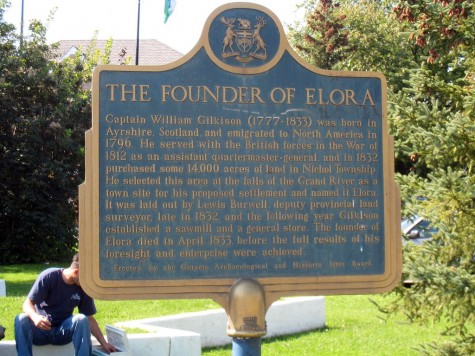 THE FOUNDER OF ELORA
Captain William Gilkison (1777-1833) was born in
Ayrshire, Scotland, and emigrated to North America in
1796. He served with the British forces in the War of
1812 as an assistant quartermaster-general, and in 1832
purchased some 14,000 acres of land in Nichol Township.
He selected this area at the falls of the Grand River as a
town site for his proposed settlement and named it Elora.
It was laid out by Lewis Burwell, deputy provincial land
surveyor, late in 1832, and the following year Gilkison
established a sawmill and a general store. The founder of
Elora died in April 1833, before the full results of his
foresight and enterprise were achieved.
Erected by the Ontario Archaeological and Historic Sites Board.